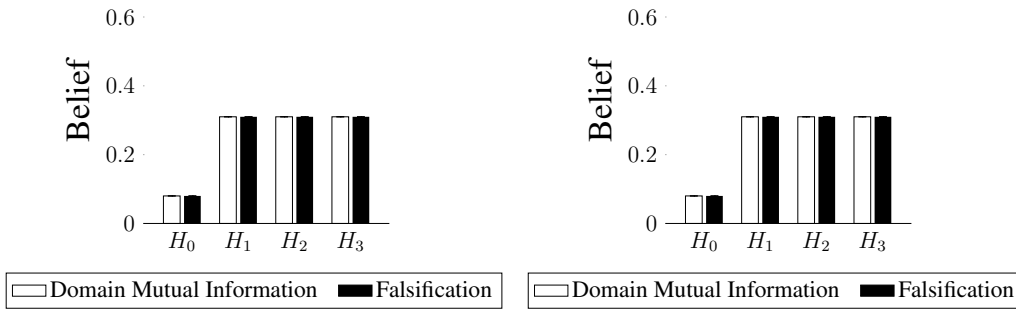 0.6
0.4
0.2
0
Belief
H₀ H₁ H₂ H₃
Domain Mutual Information Falsification
0.6
0.4
0.2
0
Belief
H₀ H₁ H₂ H₃
Domain Mutual Information Falsification